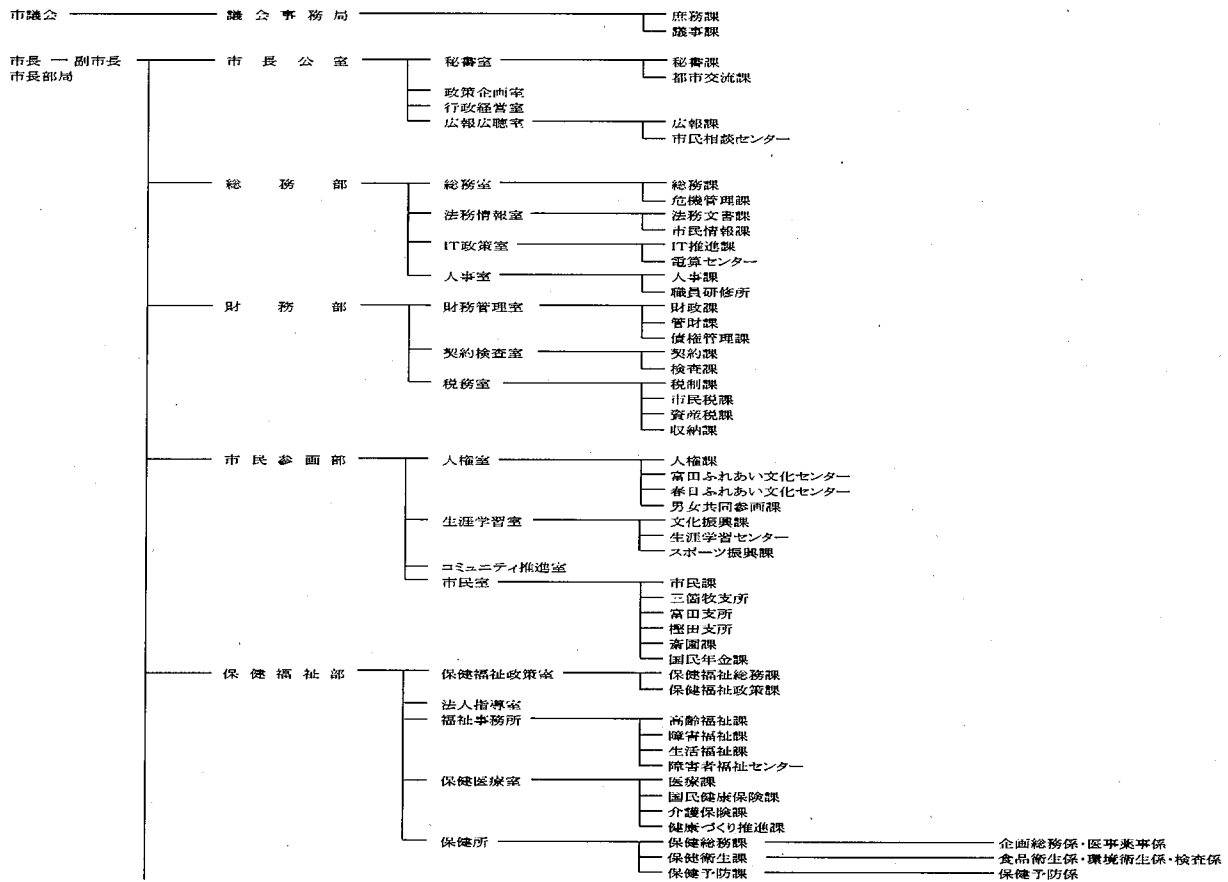 市議会 議会事務局 庶務課
議事課
市長 副市長 市長公室 秘書室 秘書課
市長部局 都市交流課
政策企画室
行政経営室
広報広聴室 広報課
市民相談センター
総務部 総務室 総務課
危機管理課
法務情報室 法務文書課
市民情報課
IT政策室 IT推進課
電算センター
人事室 人事課
職員研修所
財務部 財務管理室 財政課
管財課
債権管理課
契約検査室 契約課
検査課
税務室 税制課
市民税課
資産税課
収納課
市民参画部 人権室 人権課
富田ふれあい文化センター
春日ふれあい文化センター
男女共同参画課
生涯学習室 文化振興課
生涯学習センター
スポーツ振興課
コミュニティ推進室
市民室 市民課
三箇牧支所
富田支所
樫田支所
斎園課
国民年金課
保健福祉部 保健福祉政策室 保健福祉総務課
保健福祉政策課
法人指導室
福祉事務所 高齢福祉課
障害福祉課
生活福祉課
障害者福祉センター
保健医療室 医療課
国民健康保険課
介護保険課
健康づくり推進課
保健所 保健総務課 企画総務係・医事薬事係
保健衛生課 食品衛生係・環境衛生係・検査係
保健予防課 保健予防係